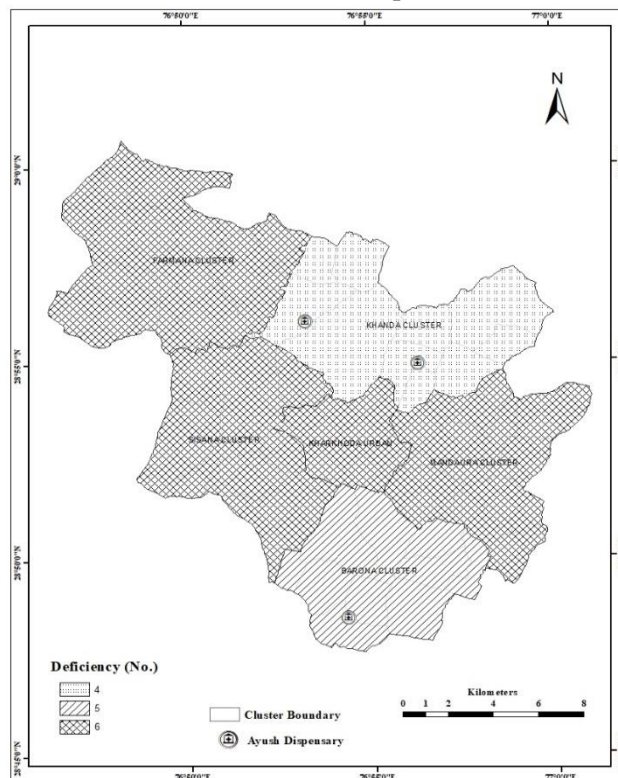 76°50'0"E 76°55'0"E 77°0'0"E
N
29°0'0"N
FARMANA CLUSTER
KHANDA CLUSTER
28°55'0"N
SISANA CLUSTER
KHARKHODA URBAN
MANDAURA CLUSTER
28°50'0"N
BARONA CLUSTER
Deficiency (No.)
4
5
6
Cluster Boundary
Ayush Dispensary
Kilometers
0 1 2 4 6 8
28°45'0"N
76°50'0"E 76°55'0"E 77°0'0"E